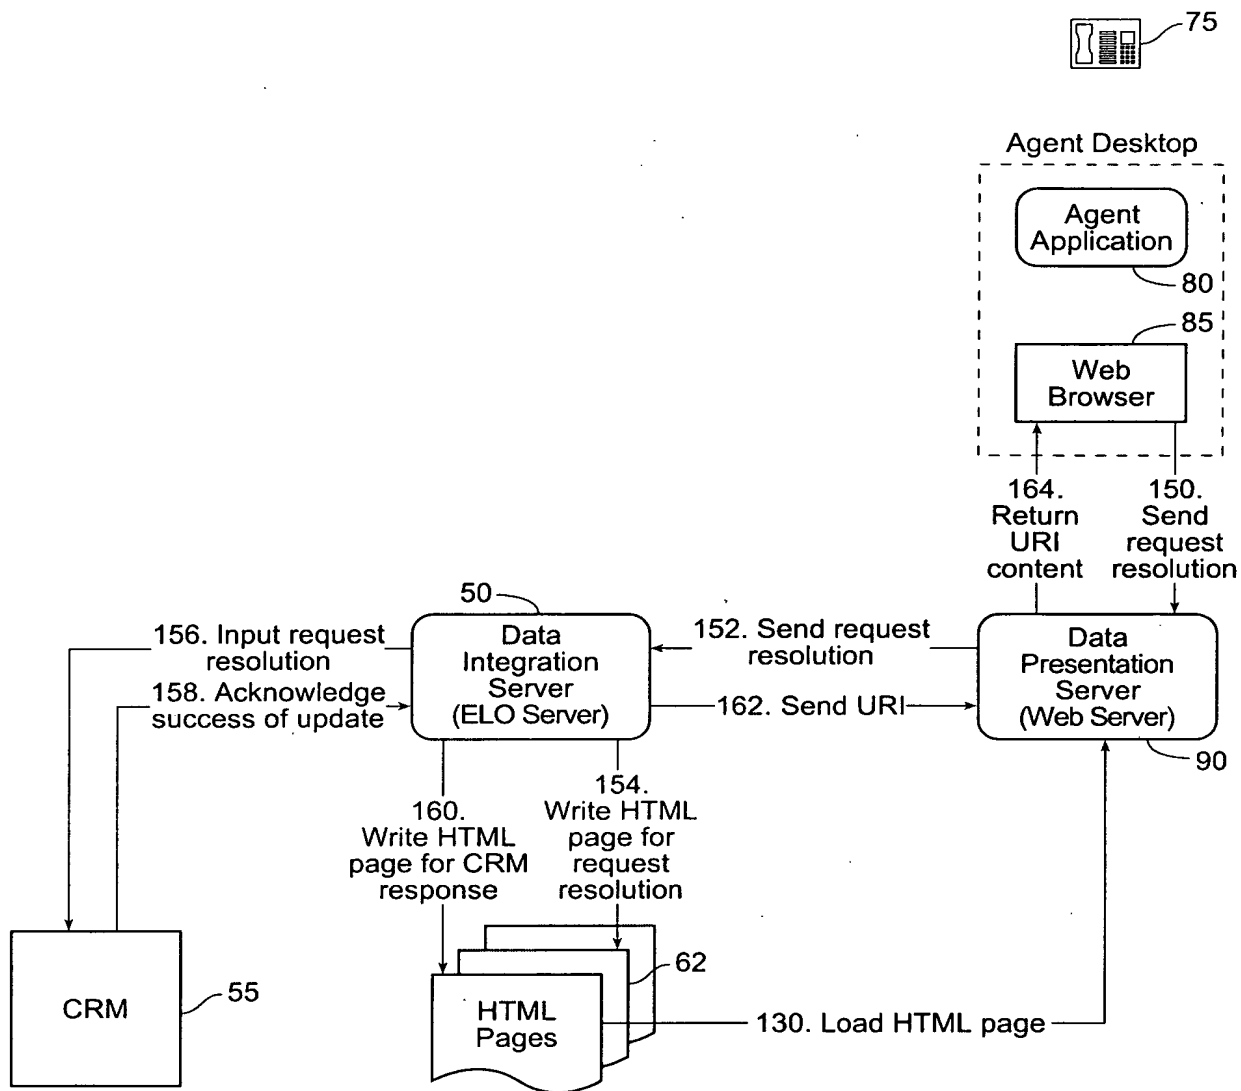 75
Agent Desktop
Agent
Application
80
85
Web
Browser
164.
Return
URI
content
150.
Send
request
resolution
50
Data
Integration
Server
(ELO Server)
156. Input request
resolution
158. Acknowledge
success of update
152. Send request
resolution
162. Send URI
Data
Presentation
Server
(Web Server)
90
160.
Write HTML
page for CRM
response
154.
Write HTML
page for
request
resolution
CRM
55
62
HTML
Pages
130. Load HTML page